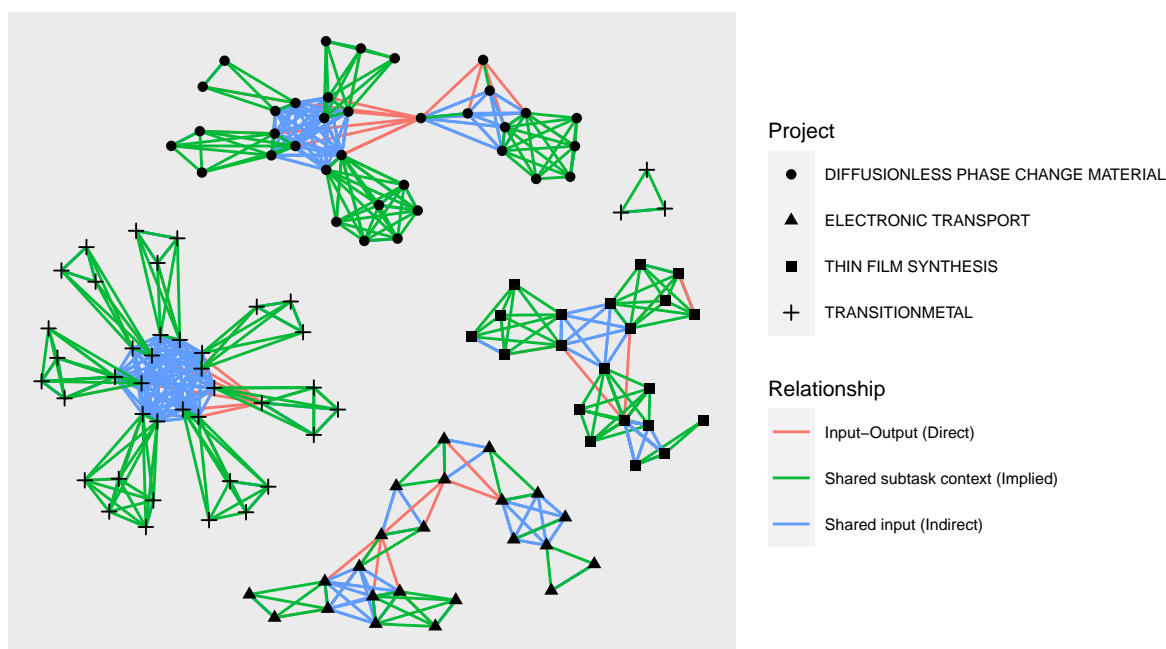 Project
DIFFUSIONLESS PHASE CHANGE MATERIAL
ELECTRONIC TRANSPORT
THIN FILM SYNTHESIS
TRANSITIONMETAL
Relationship
Input−Output (Direct)
Shared subtask context (Implied)
Shared input (Indirect)